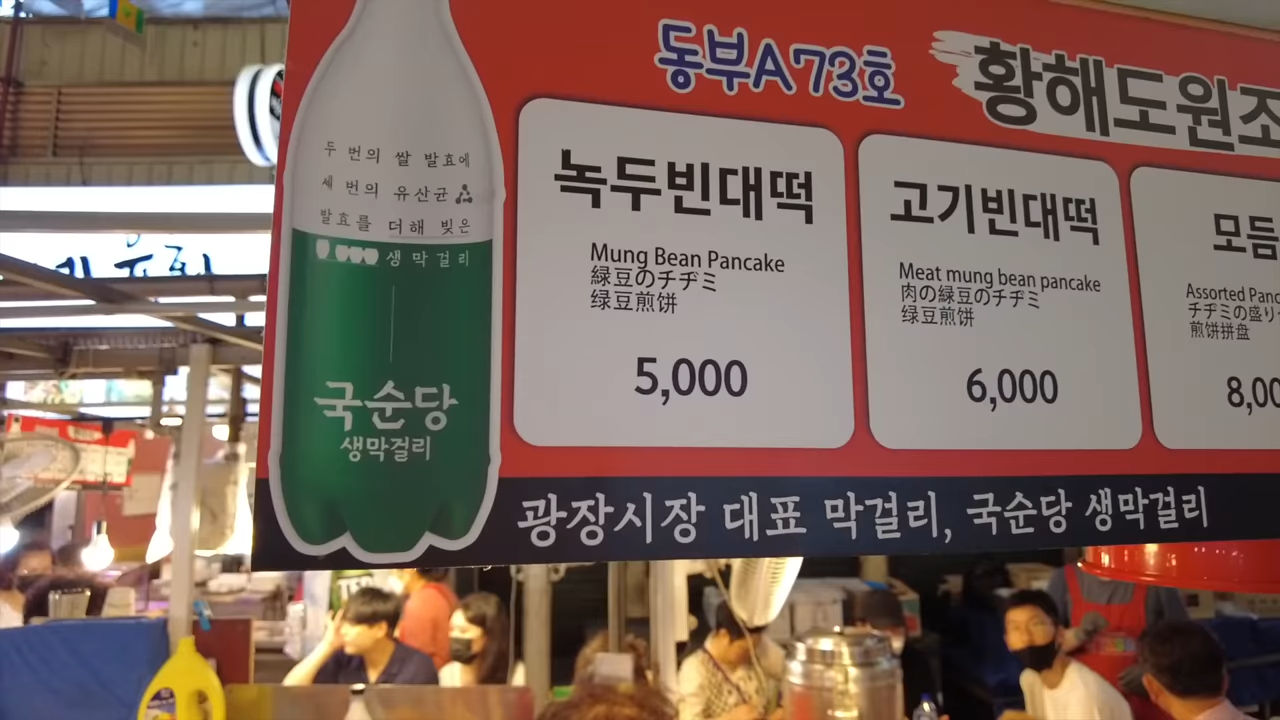 두 번의 쌀 발효에
세 번의 유산균
발효를 더해 빚은
생막걸리
국순당
생막걸리
동부A73호
황해도원조
녹두빈대떡
Mung Bean Pancake
緑豆のチヂミ
绿豆煎饼
5,000
고기빈대떡
Meat mung bean pancake
肉の緑豆のチヂミ
绿豆煎饼
6,000
모듬
Assorted
チヂミの盛り
煎饼拼盘
광장시장 대표 막걸리, 국순당 생막걸리